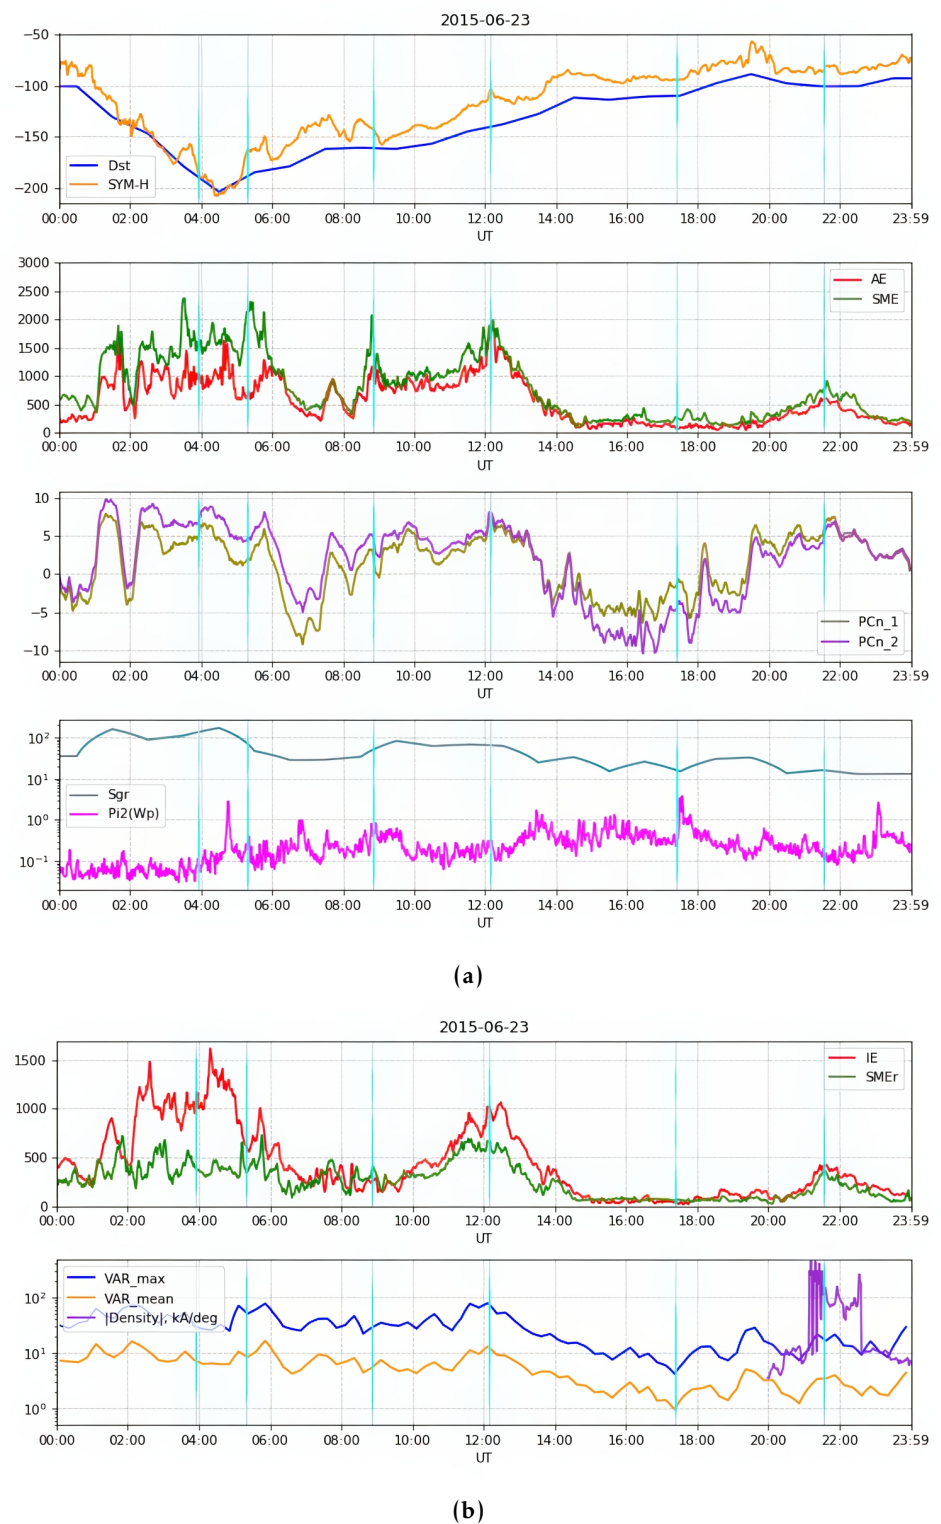 2015-06-23
−50
−100
−150
−200
Dst
SYM-H
00:00 02:00 04:00 06:00 08:00 10:00 12:00 14:00 16:00 18:00 20:00 22:00 23:59
UT
3000
2500
2000
1500
1000
500
0
AE
SME
00:00 02:00 04:00 06:00 08:00 10:00 12:00 14:00 16:00 18:00 20:00 22:00 23:59
UT
10
5
0
−5
−10
PCn_1
PCn_2
00:00 02:00 04:00 06:00 08:00 10:00 12:00 14:00 16:00 18:00 20:00 22:00 23:59
UT
10²
10¹
10⁰
10⁻¹
Sgr
Pi2(Wp)
00:00 02:00 04:00 06:00 08:00 10:00 12:00 14:00 16:00 18:00 20:00 22:00 23:59
UT
(a)
2015-06-23
1500
1000
500
0
IE
SMEr
00:00 02:00 04:00 06:00 08:00 10:00 12:00 14:00 16:00 18:00 20:00 22:00 23:59
UT
10²
10¹
10⁰
VAR_max
VAR_mean
|Density|, kA/deg
00:00 02:00 04:00 06:00 08:00 10:00 12:00 14:00 16:00 18:00 20:00 22:00 23:59
UT
(b)